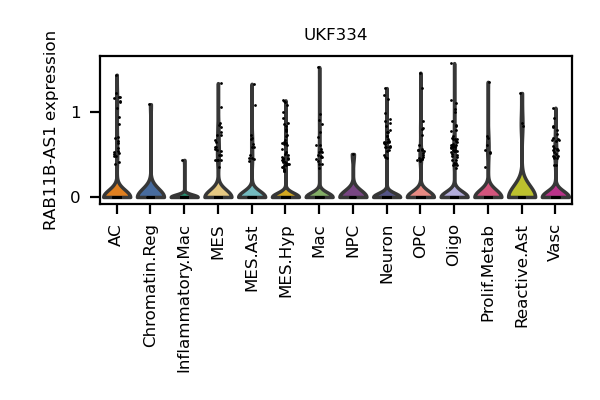 UKF334
RAB11B-AS1 expression
1
0
AC
Chromatin.Reg
Inflammatory.Mac
MES
MES.Ast
MES.Hyp
Mac
NPC
Neuron
OPC
Oligo
Prolif.Metab
Reactive.Ast
Vasc